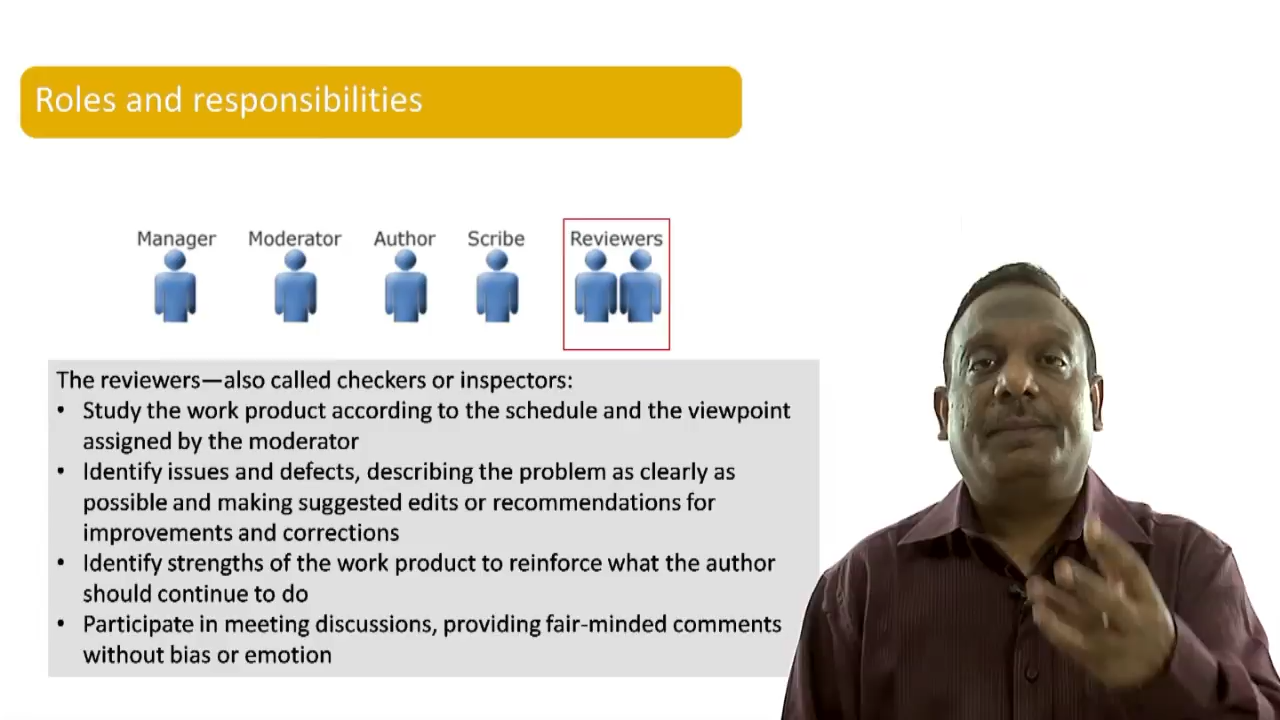 Roles and responsibilities
Manager Moderator Author Scribe Reviewers
The reviewers—also called checkers or inspectors:
• Study the work product according to the schedule and the viewpoint
assigned by the moderator
• Identify issues and defects, describing the problem as clearly as
possible and making suggested edits or recommendations for
improvements and corrections
• Identify strengths of the work product to reinforce what the author
should continue to do
• Participate in meeting discussions, providing fair-minded comments
without bias or emotion